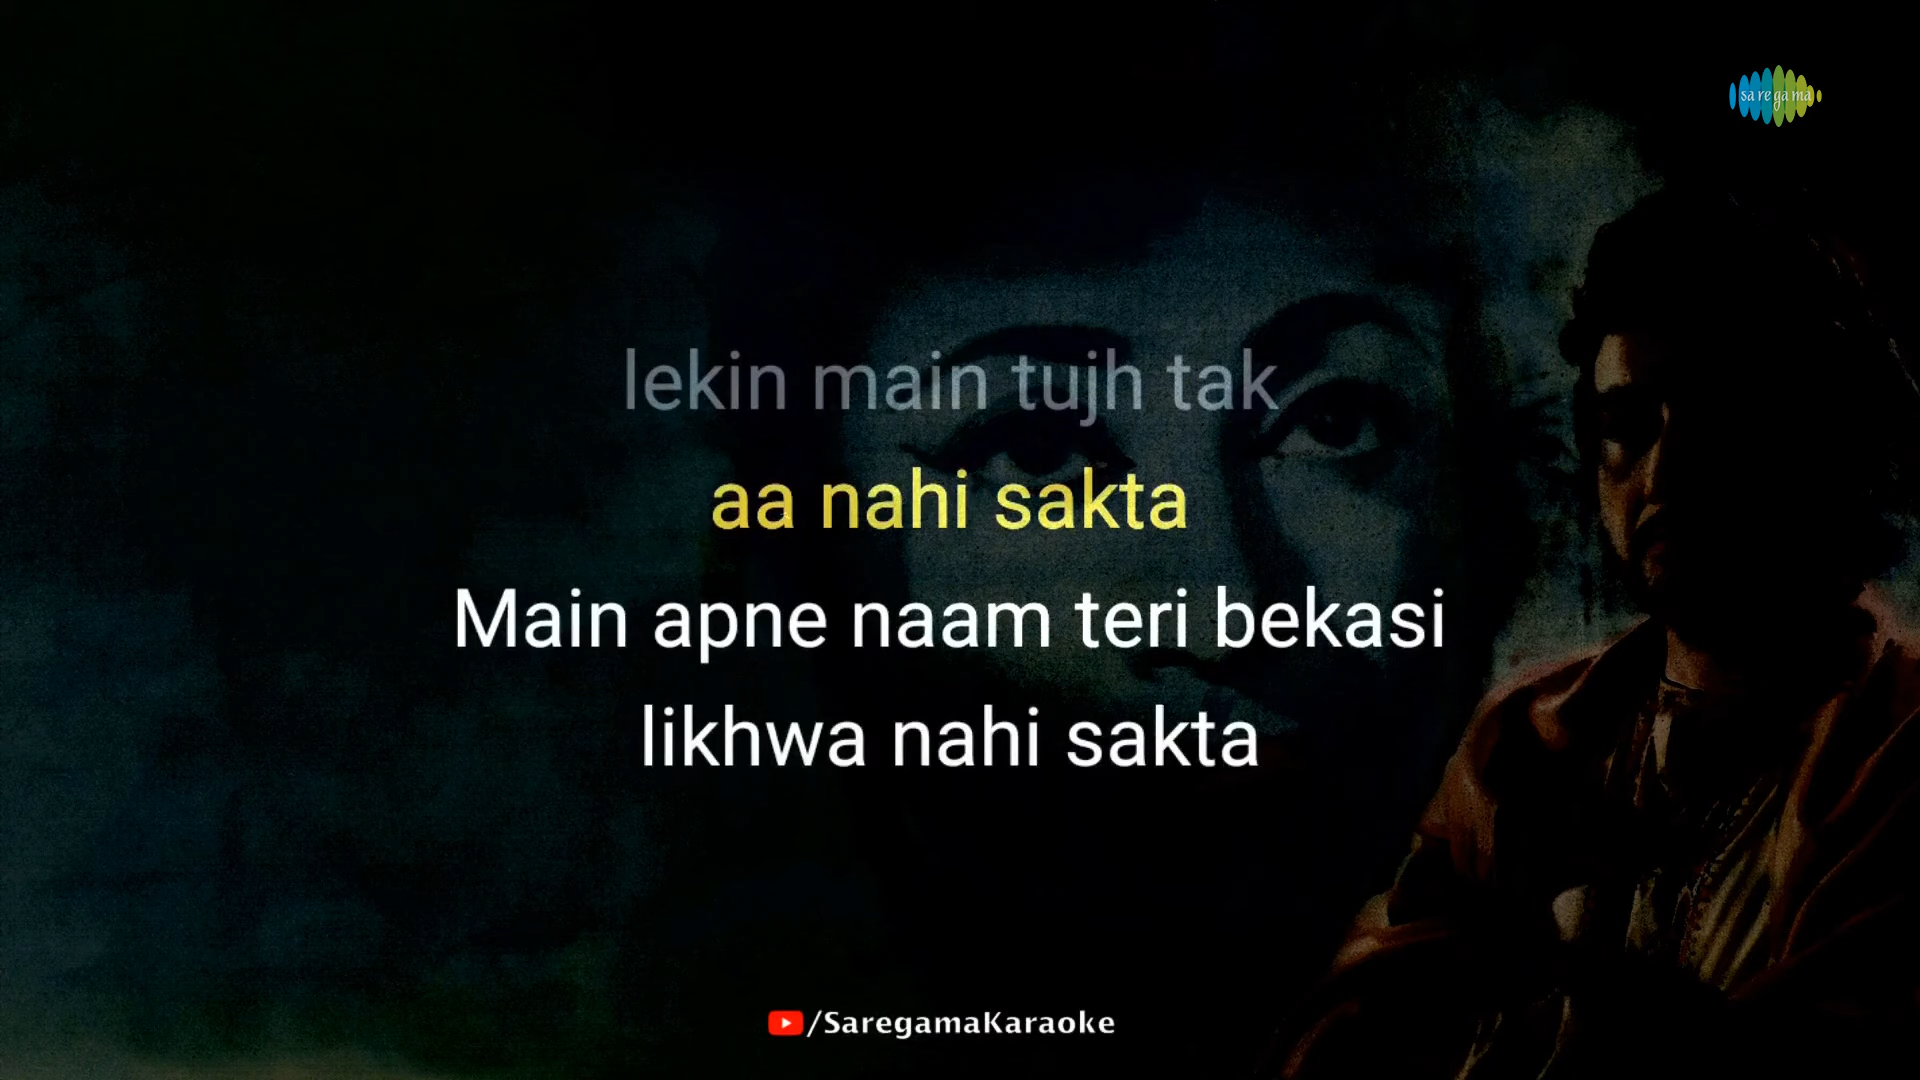 sa re ga ma
lekin main tujh tak
aa nahi sakta
Main apne naam teri bekasi
likhwa nahi sakta
/SaregamaKaraoke